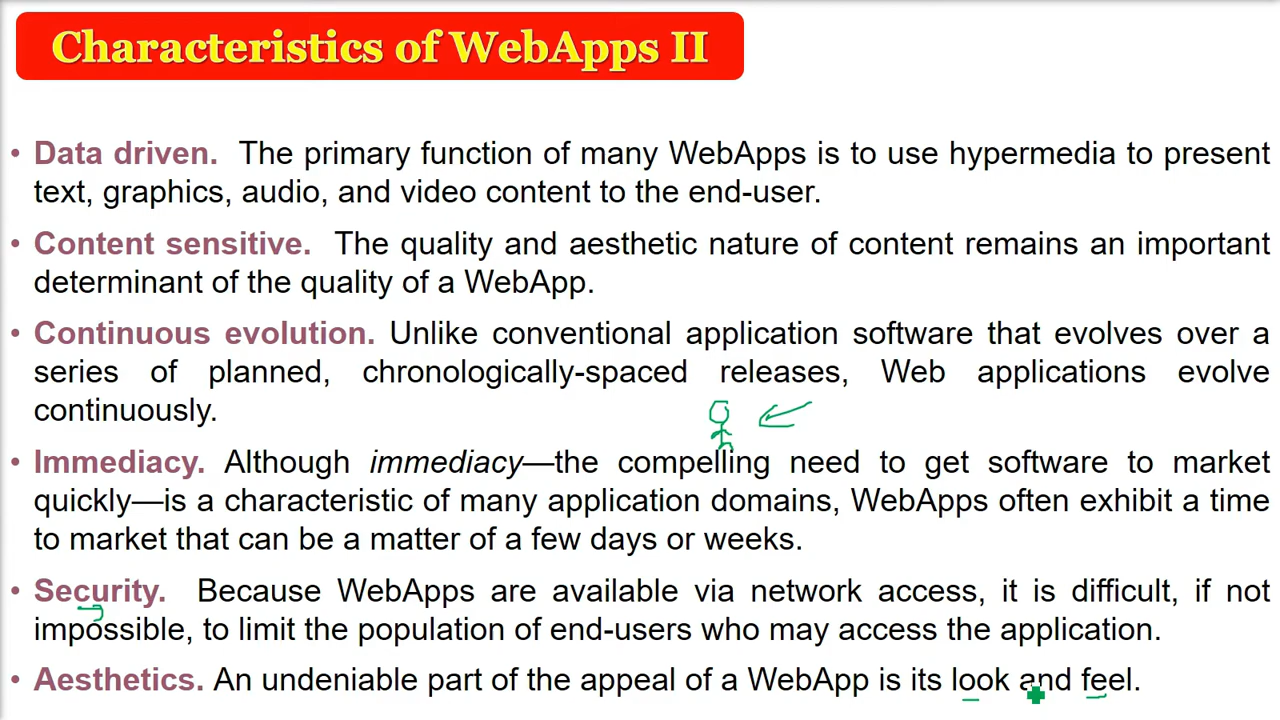 Characteristics of WebApps II
• Data driven. The primary function of many WebApps is to use hypermedia to present
text, graphics, audio, and video content to the end-user.
• Content sensitive. The quality and aesthetic nature of content remains an important
determinant of the quality of a WebApp.
• Continuous evolution. Unlike conventional application software that evolves over a
series of planned, chronologically-spaced releases, Web applications evolve
continuously.
• Immediacy. Although immediacy—the compelling need to get software to market
quickly—is a characteristic of many application domains, WebApps often exhibit a time
to market that can be a matter of a few days or weeks.
• Security. Because WebApps are available via network access, it is difficult, if not
impossible, to limit the population of end-users who may access the application.
• Aesthetics. An undeniable part of the appeal of a WebApp is its look and feel.